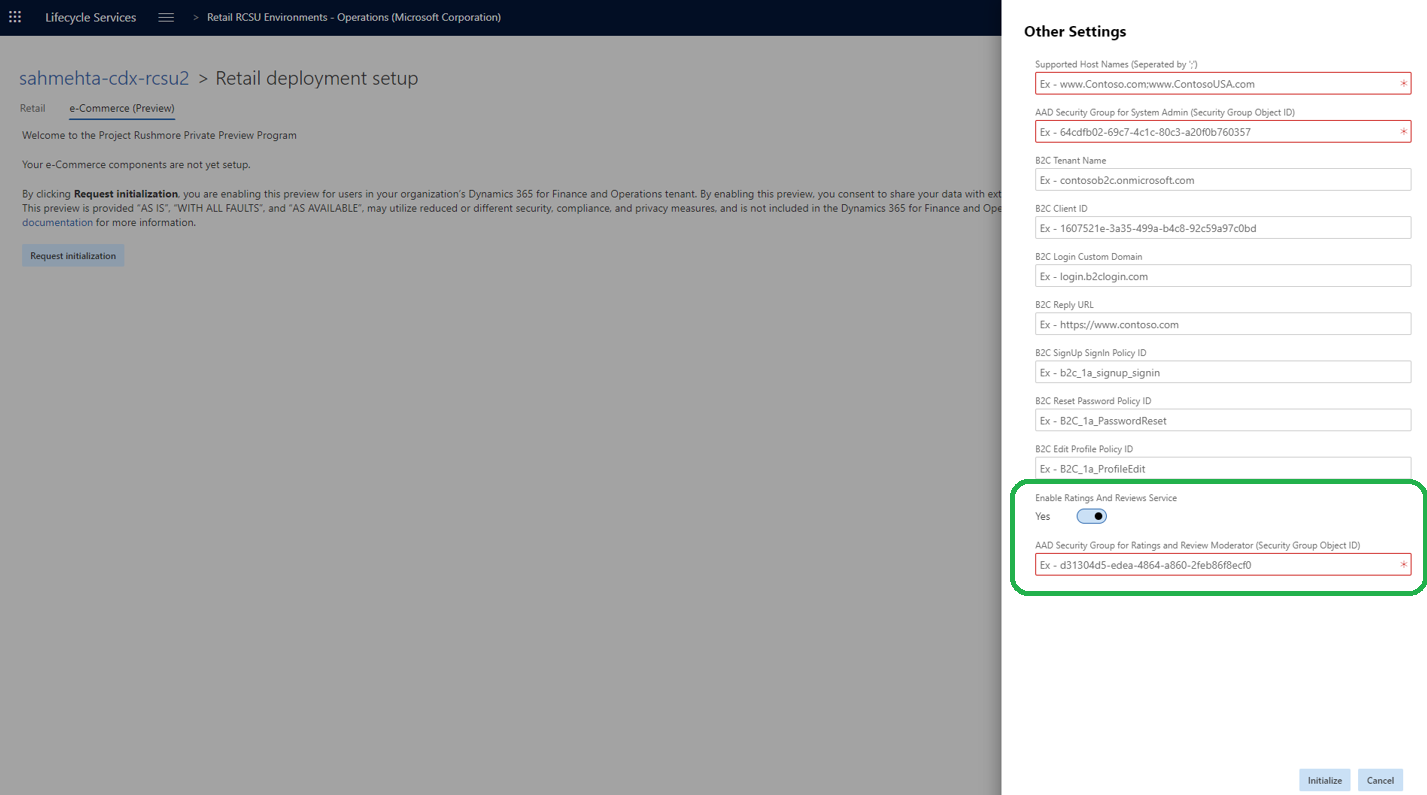 Lifecycle Services > Retail RCSU Environments - Operations (Microsoft Corporation)
sahmehta-cdx-rcsu2 > Retail deployment setup
Retail e-Commerce (Preview)
Welcome to the Project Rushmore Private Preview Program
Your e-Commerce components are not yet setup.
By clicking Request initialization, you are enabling this preview for users in your organization's Dynamics 365 for Finance and Operations tenant. By enabling this preview, you consent to share your data with ext
This preview is provided "AS IS", "WITH ALL FAULTS", and "AS AVAILABLE", may utilize reduced or different security, compliance, and privacy measures, and is not included in the Dynamics 365 for Finance and Ope
documentation for more information.
Request initialization
Other Settings
Supported Host Names (Seperated by ';')
Ex - www.Contoso.com;www.ContosoUSA.com *
AAD Security Group for System Admin (Security Group Object ID)
Ex - 64cdfb02-69c7-4c1c-80c3-a20f0b760357 *
B2C Tenant Name
Ex - contosob2c.onmicrosoft.com
B2C Client ID
Ex - 1607521e-3a35-499a-b4c8-92c59a97c0bd
B2C Login Custom Domain
Ex - login.b2clogin.com
B2C Reply URL
Ex - https://www.contoso.com
B2C SignUp SignIn Policy ID
Ex - b2c_1a_signup_signin
B2C Reset Password Policy ID
Ex - B2C_1a_PasswordReset
B2C Edit Profile Policy ID
Ex - B2C_1a_ProfileEdit
Enable Ratings And Reviews Service
Yes
AAD Security Group for Ratings and Review Moderator (Security Group Object ID)
Ex - d31304d5-edea-4864-a860-2feb86f8ecf0 *
Initialize Cancel